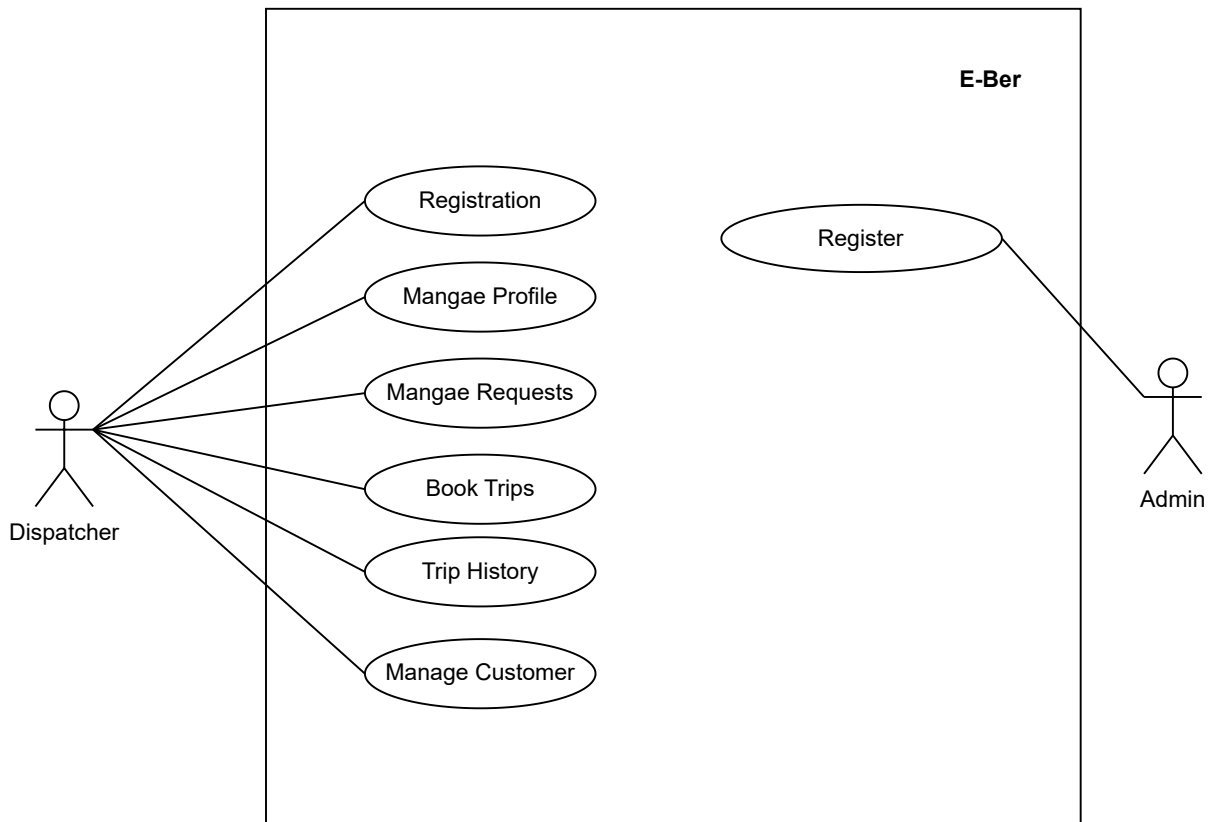 E-Ber
Registration
Register
Mangae Profile
Mangae Requests
Book Trips
Admin
Dispatcher
Trip History
Manage Customer